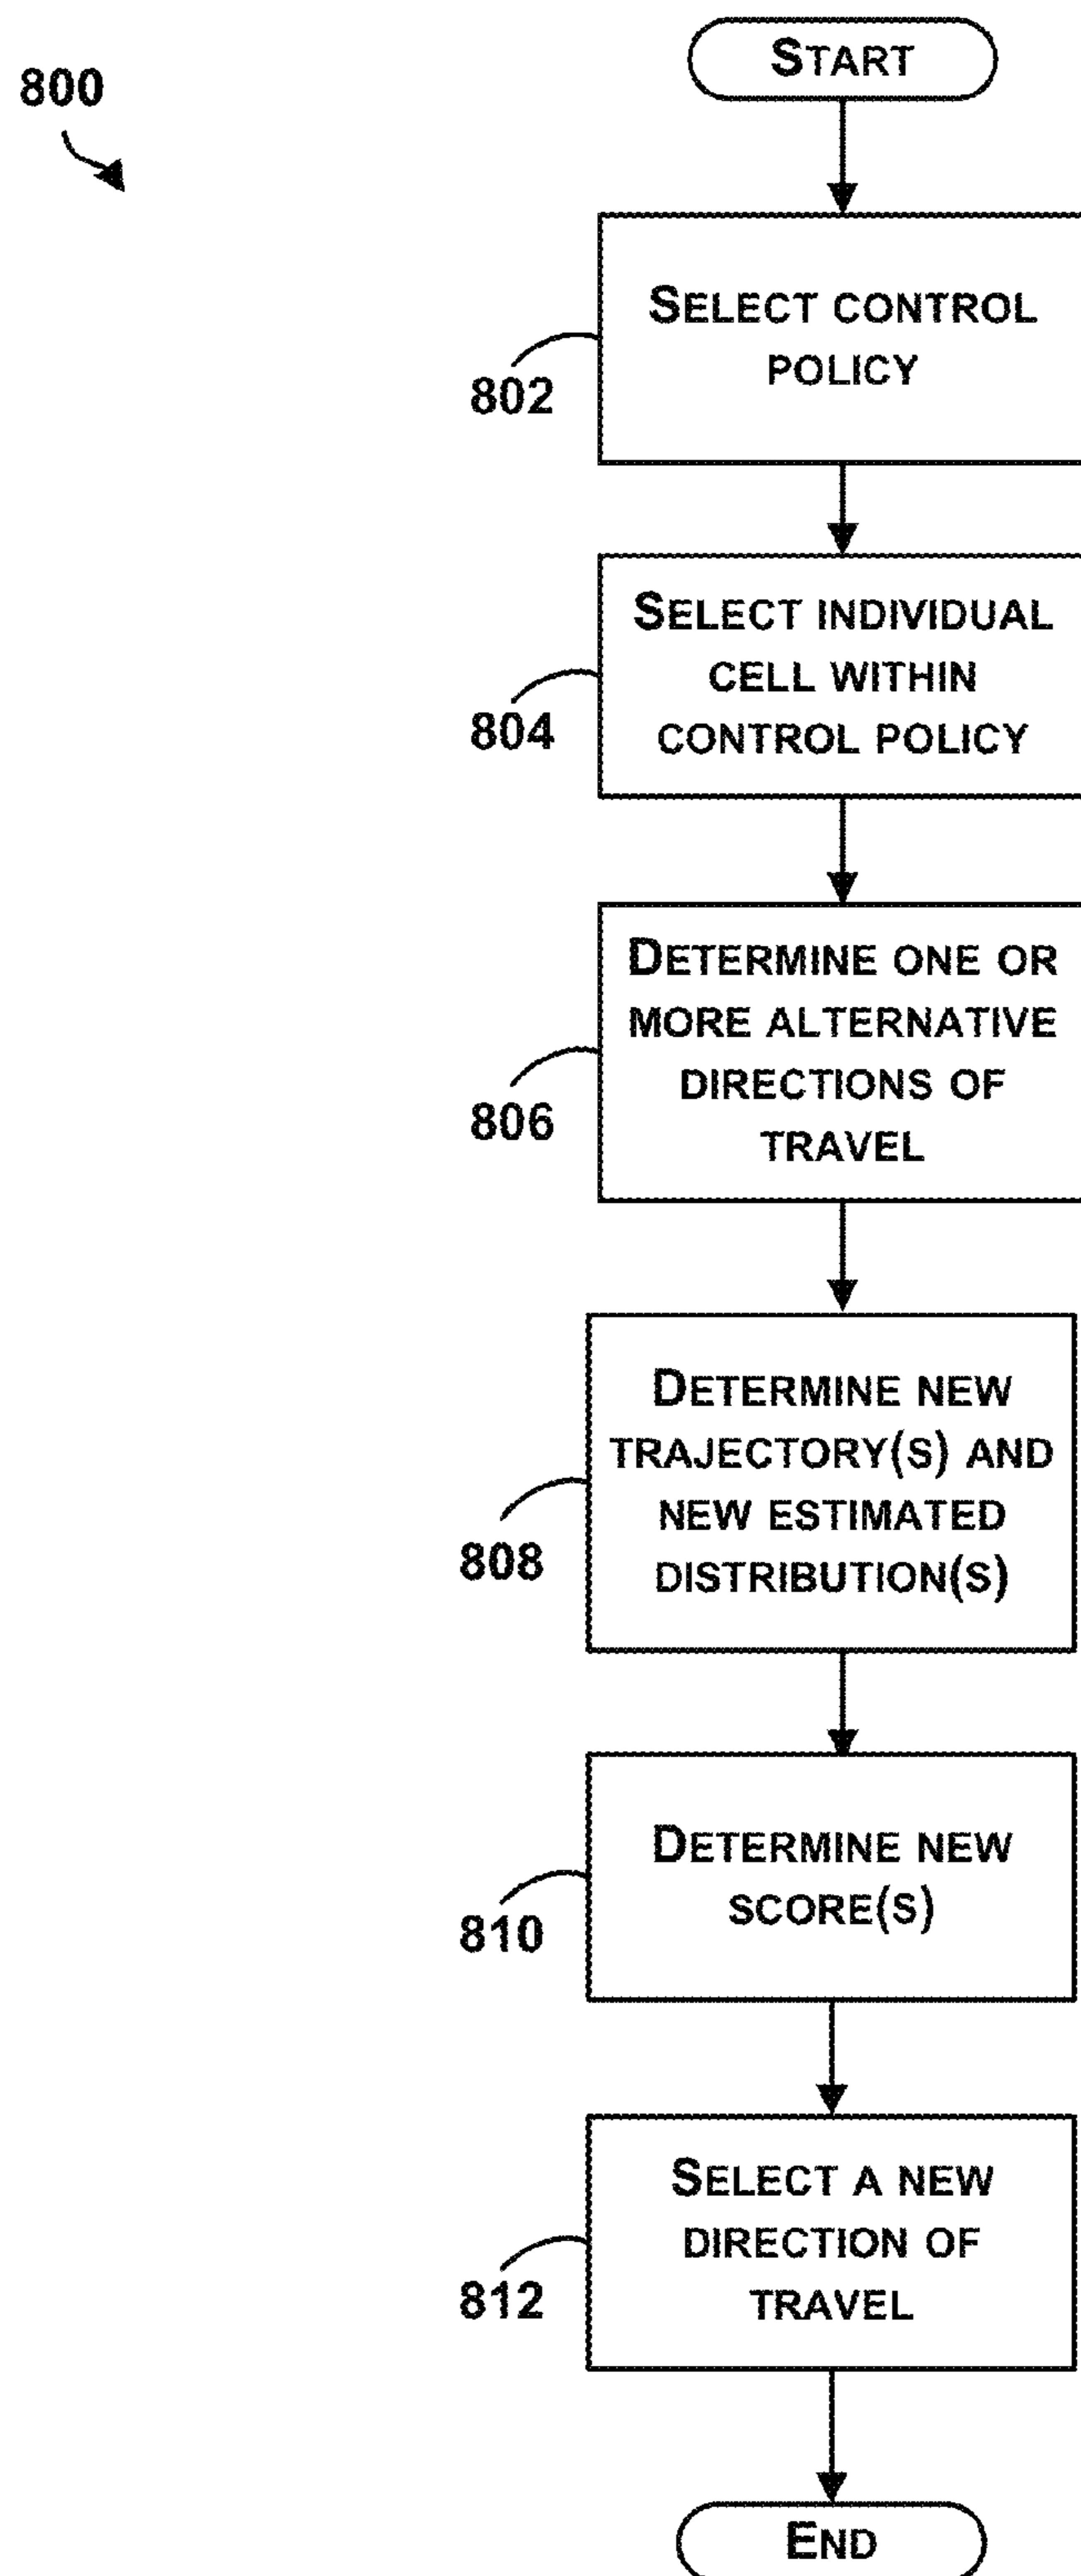 START
800
SELECT CONTROL
POLICY
802
SELECT INDIVIDUAL
CELL WITHIN
CONTROL POLICY
804
DETERMINE ONE OR
MORE ALTERNATIVE
DIRECTIONS OF
TRAVEL
806
DETERMINE NEW
TRAJECTORY(S) AND
NEW ESTIMATED
DISTRIBUTION(S)
808
DETERMINE NEW
SCORE(S)
810
SELECT A NEW
DIRECTION OF
TRAVEL
812
END